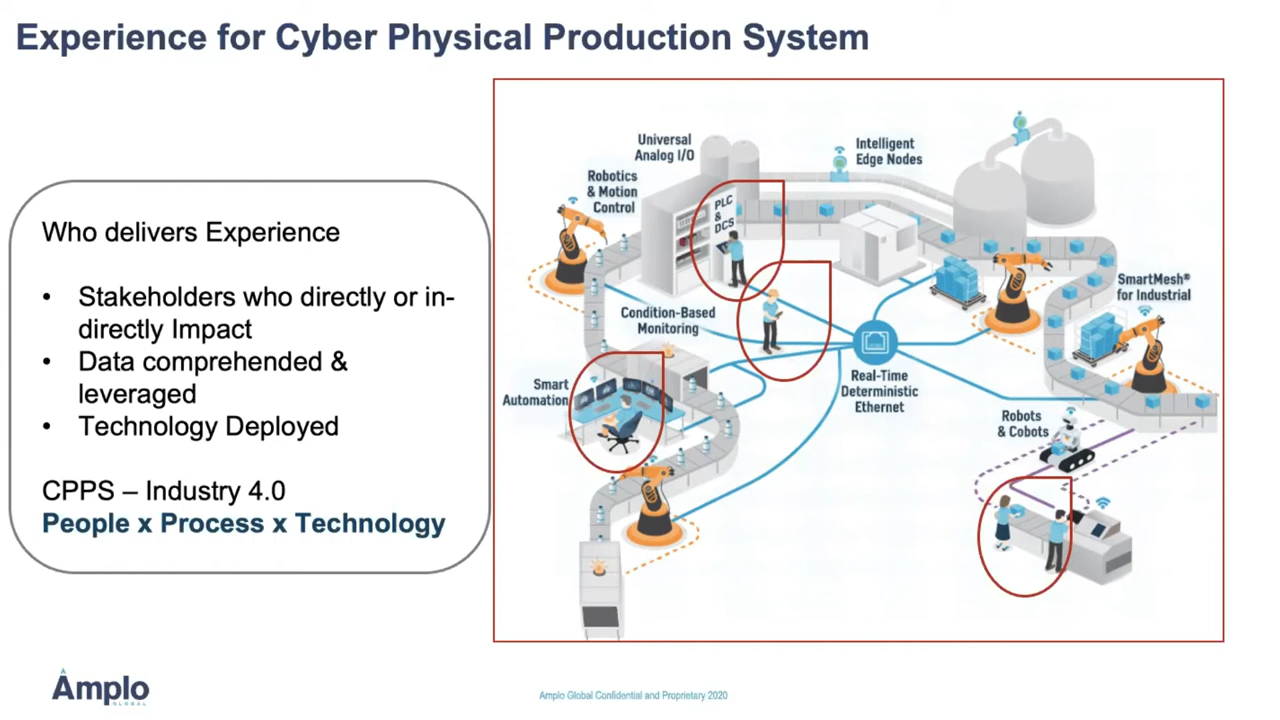 Experience for Cyber Physical Production System
Who delivers Experience
• Stakeholders who directly or in-
directly Impact
• Data comprehended &
leveraged
• Technology Deployed
CPPS – Industry 4.0
People x Process x Technology
Universal
Analog I/O
Intelligent
Edge Nodes
Robotics
& Motion
Control
PLC
&
DCS
SmartMesh®
for Industrial
Condition-Based
Monitoring
Real-Time
Deterministic
Ethernet
Smart
Automation
Robots
& Cobots
Amplo
GLOBAL
Amplo Global Confidential and Proprietary 2020